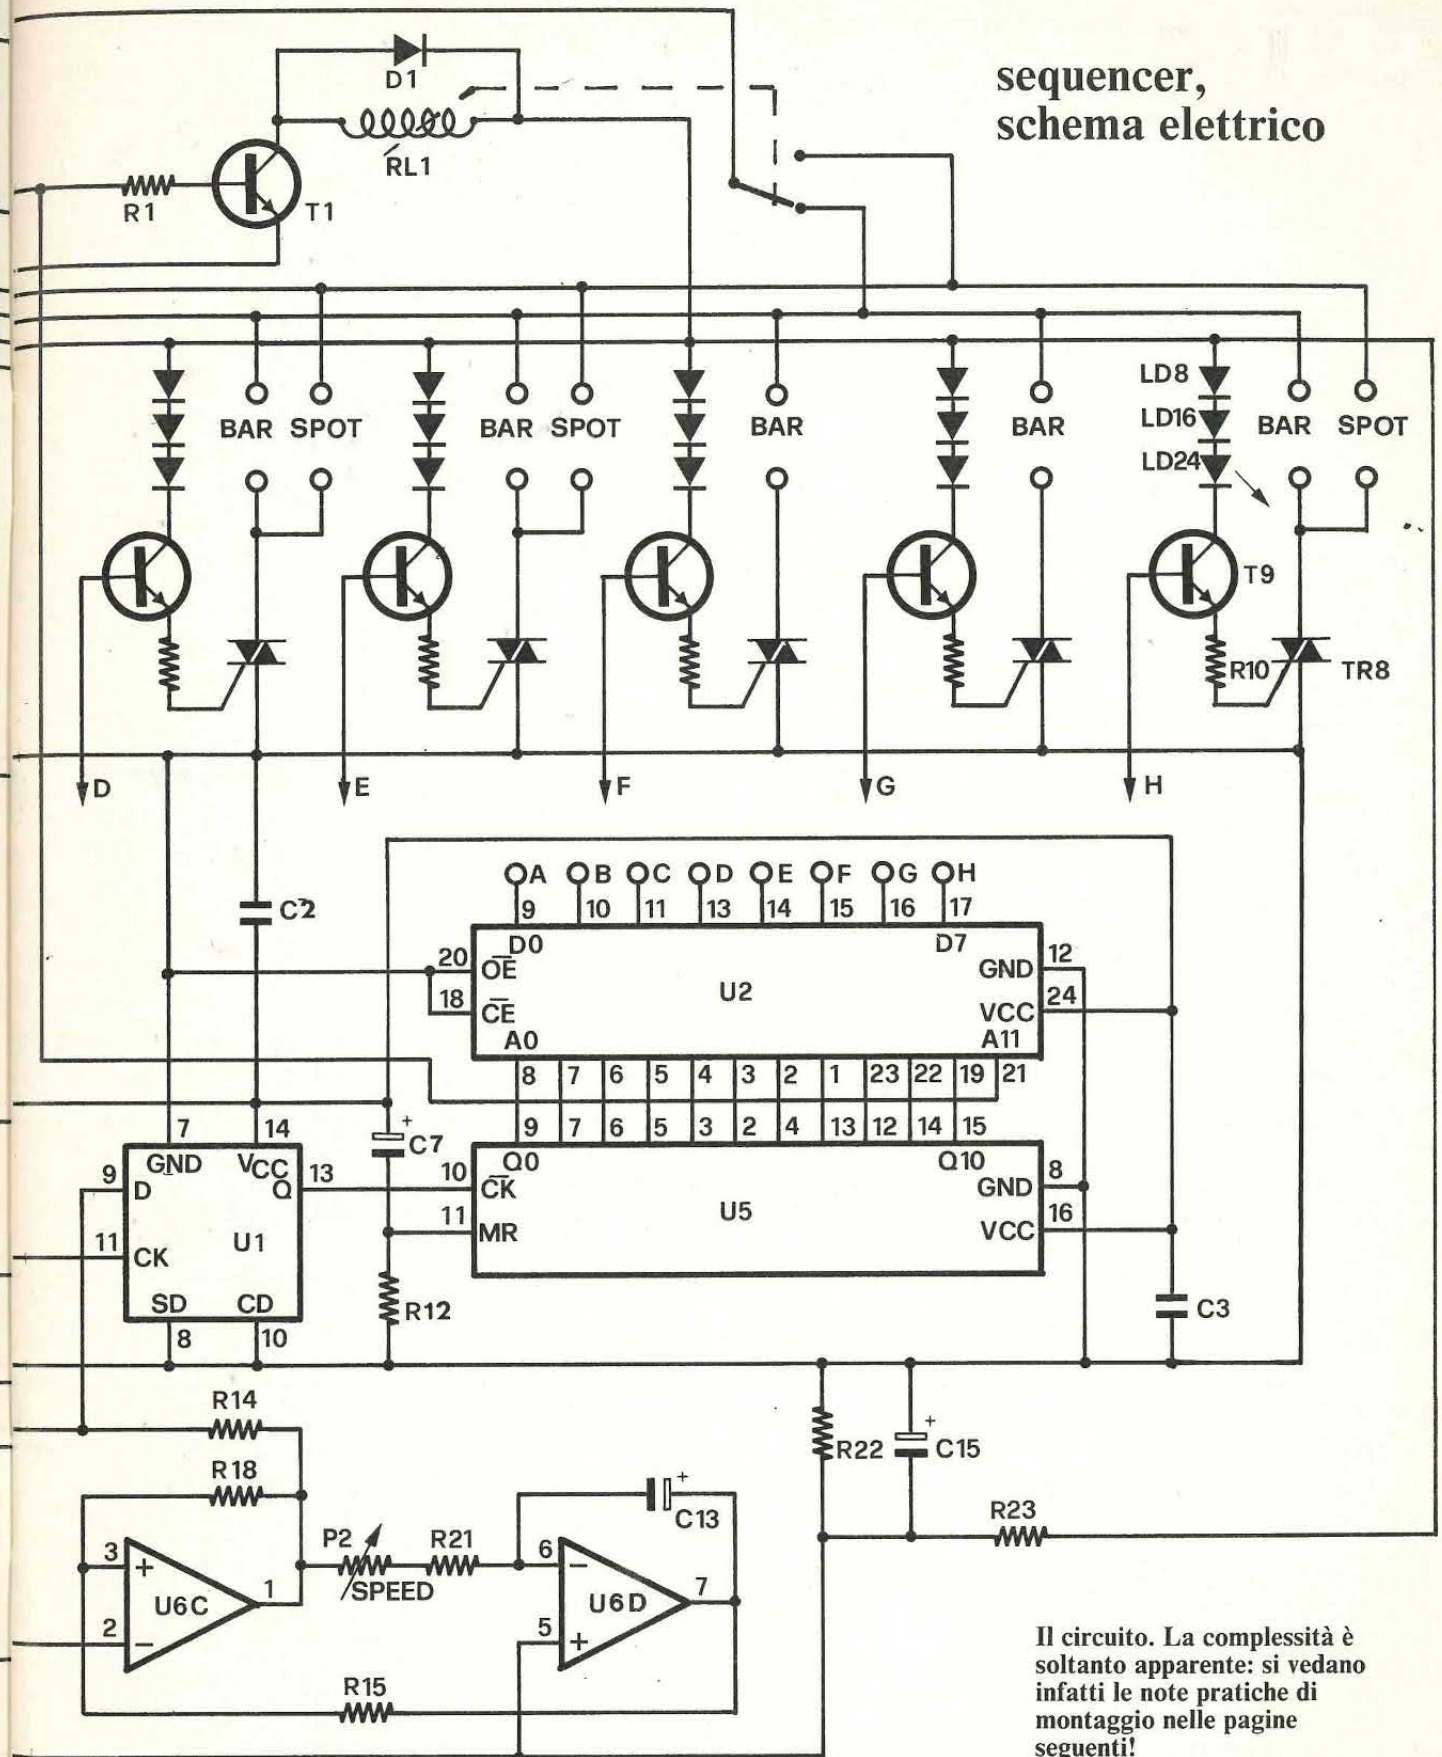 sequencer,
schema elettrico
D1
RL1
R1
T1
BAR SPOT
BAR SPOT
BAR
BAR
LD8
LD16
LD24
BAR SPOT
T9
R10
TR8
D
E
F
G
H
C2
A B C D E F G H
9 10 11 13 14 15 16 17
D0 D7
20 OE
18 CE
U2
GND 12
VCC 24
A0 A11
8 7 6 5 4 3 2 1 23 22 19 21
9 7 6 5 3 2 4 13 12 14 15
Q0 Q10
10 CK
11 MR
U5
GND 8
VCC 16
+
C7
7 14
GND VCC
9 D
Q 13
U1
11 CK
SD CD
8 10
R12
C3
R14
R18
R22
+
C15
R23
+
C13
P2
SPEED
R21
3 +
2 -
U6C
1
6 -
5 +
U6D
7
R15
Il circuito. La complessità è
soltanto apparente: si vedano
infatti le note pratiche di
montaggio nelle pagine
seguenti!